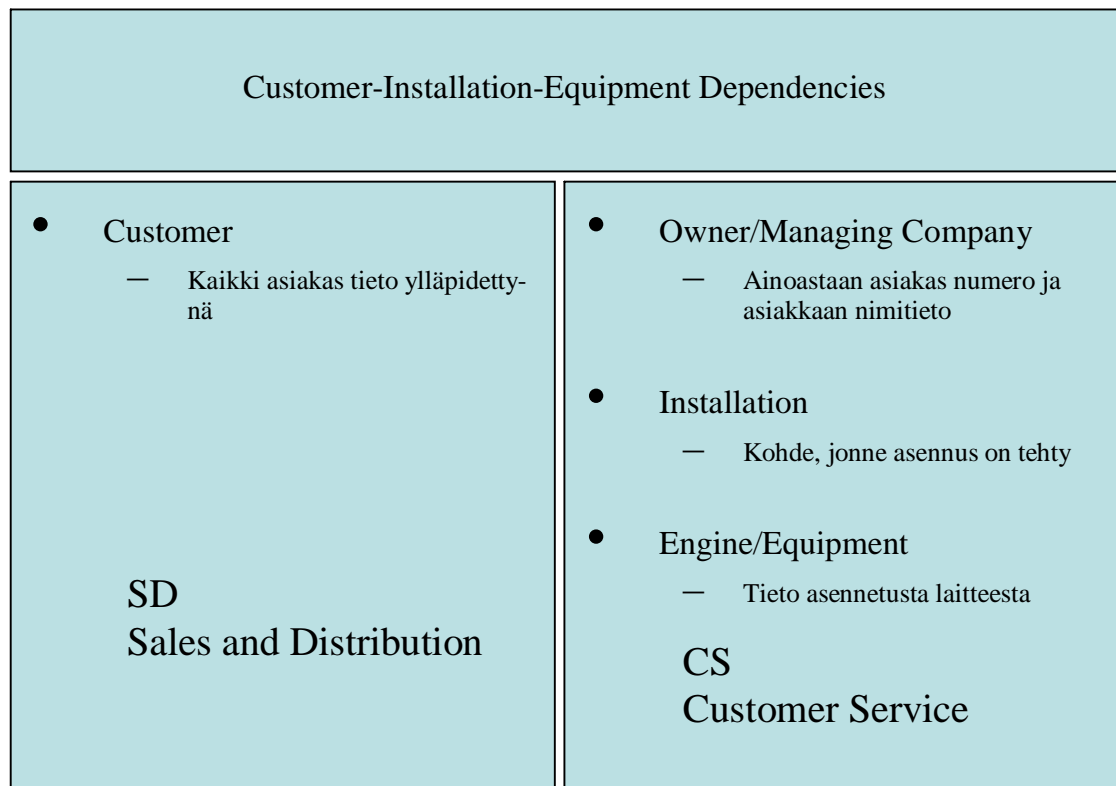 Customer-Installation-Equipment Dependencies
• Customer
— Kaikki asiakas tieto ylläpidetty-
nä
SD
Sales and Distribution
• Owner/Managing Company
— Ainoastaan asiakas numero ja
asiakkaan nimitieto
• Installation
— Kohde, jonne asennus on tehty
• Engine/Equipment
— Tieto asennetusta laitteesta
CS
Customer Service